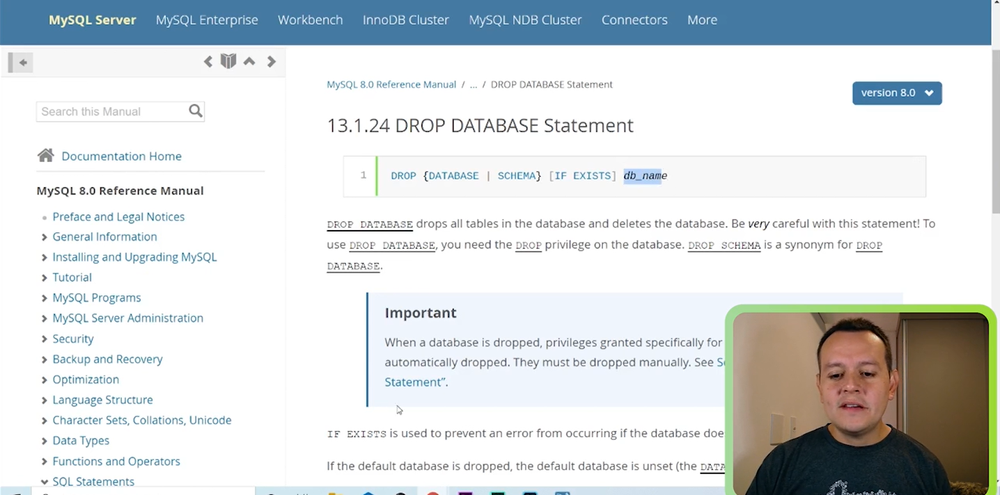 MySQL Server MySQL Enterprise Workbench InnoDB Cluster MySQL NDB Cluster Connectors More
MySQL 8.0 Reference Manual / ... / DROP DATABASE Statement
version 8.0
Search this Manual
13.1.24 DROP DATABASE Statement
Documentation Home
1 DROP {DATABASE | SCHEMA} [IF EXISTS] db_name
MySQL 8.0 Reference Manual
Preface and Legal Notices
General Information
Installing and Upgrading MySQL
Tutorial
MySQL Programs
MySQL Server Administration
Security
Backup and Recovery
Optimization
Language Structure
Character Sets, Collations, Unicode
Data Types
Functions and Operators
SQL Statements
DROP DATABASE drops all tables in the database and deletes the database. Be very careful with this statement! To
use DROP DATABASE, you need the DROP privilege on the database. DROP SCHEMA is a synonym for DROP
DATABASE.
Important
When a database is dropped, privileges granted specifically for
automatically dropped. They must be dropped manually. See
Statement”.
IF EXISTS is used to prevent an error from occurring if the database
If the default database is dropped, the default database is unset (the